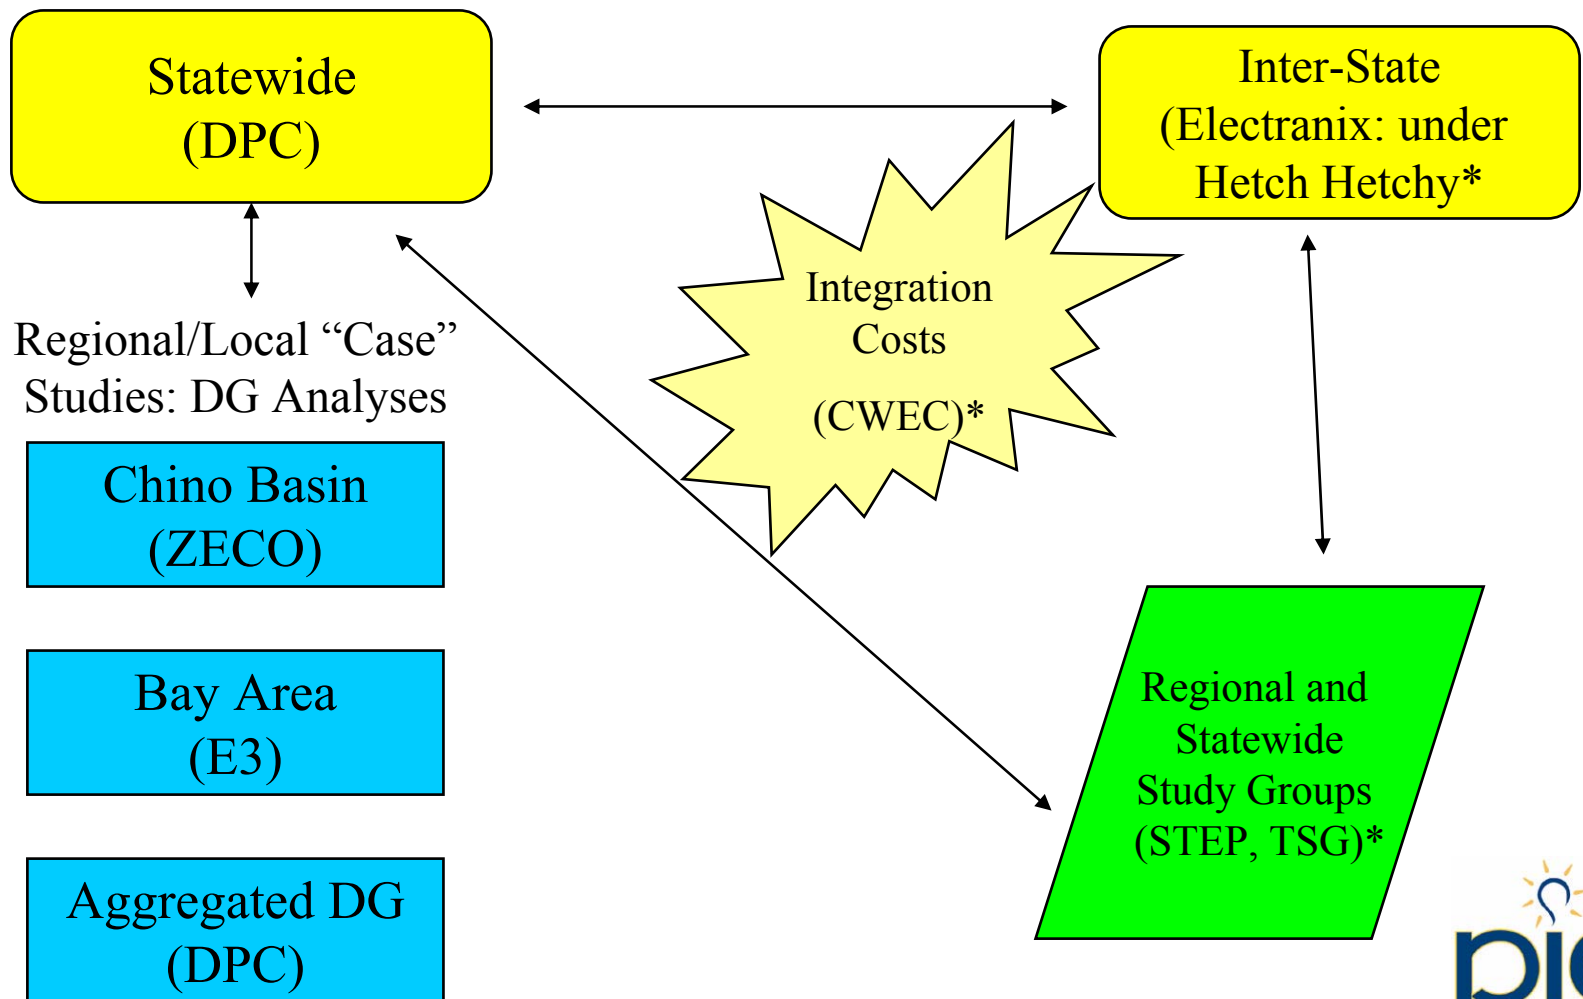 Statewide
(DPC)
Inter-State
(Electranix: under
Hetch Hetchy*
Integration
Costs
(CWEC)*
Regional/Local “Case”
Studies: DG Analyses
Chino Basin
(ZECO)
Bay Area
(E3)
Aggregated DG
(DPC)
Regional and
Statewide
Study Groups
(STEP, TSG)*